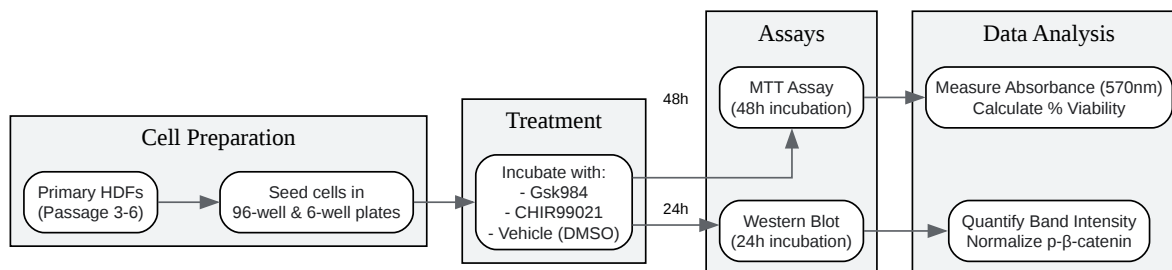 Cell Preparation
Primary HDFs
(Passage 3-6)
Seed cells in
96-well & 6-well plates
Treatment
Incubate with:
- Gsk984
- CHIR99021
- Vehicle (DMSO)
48h
24h
Assays
MTT Assay
(48h incubation)
Western Blot
(24h incubation)
Data Analysis
Measure Absorbance (570nm)
Calculate % Viability
Quantify Band Intensity
Normalize p-β-catenin